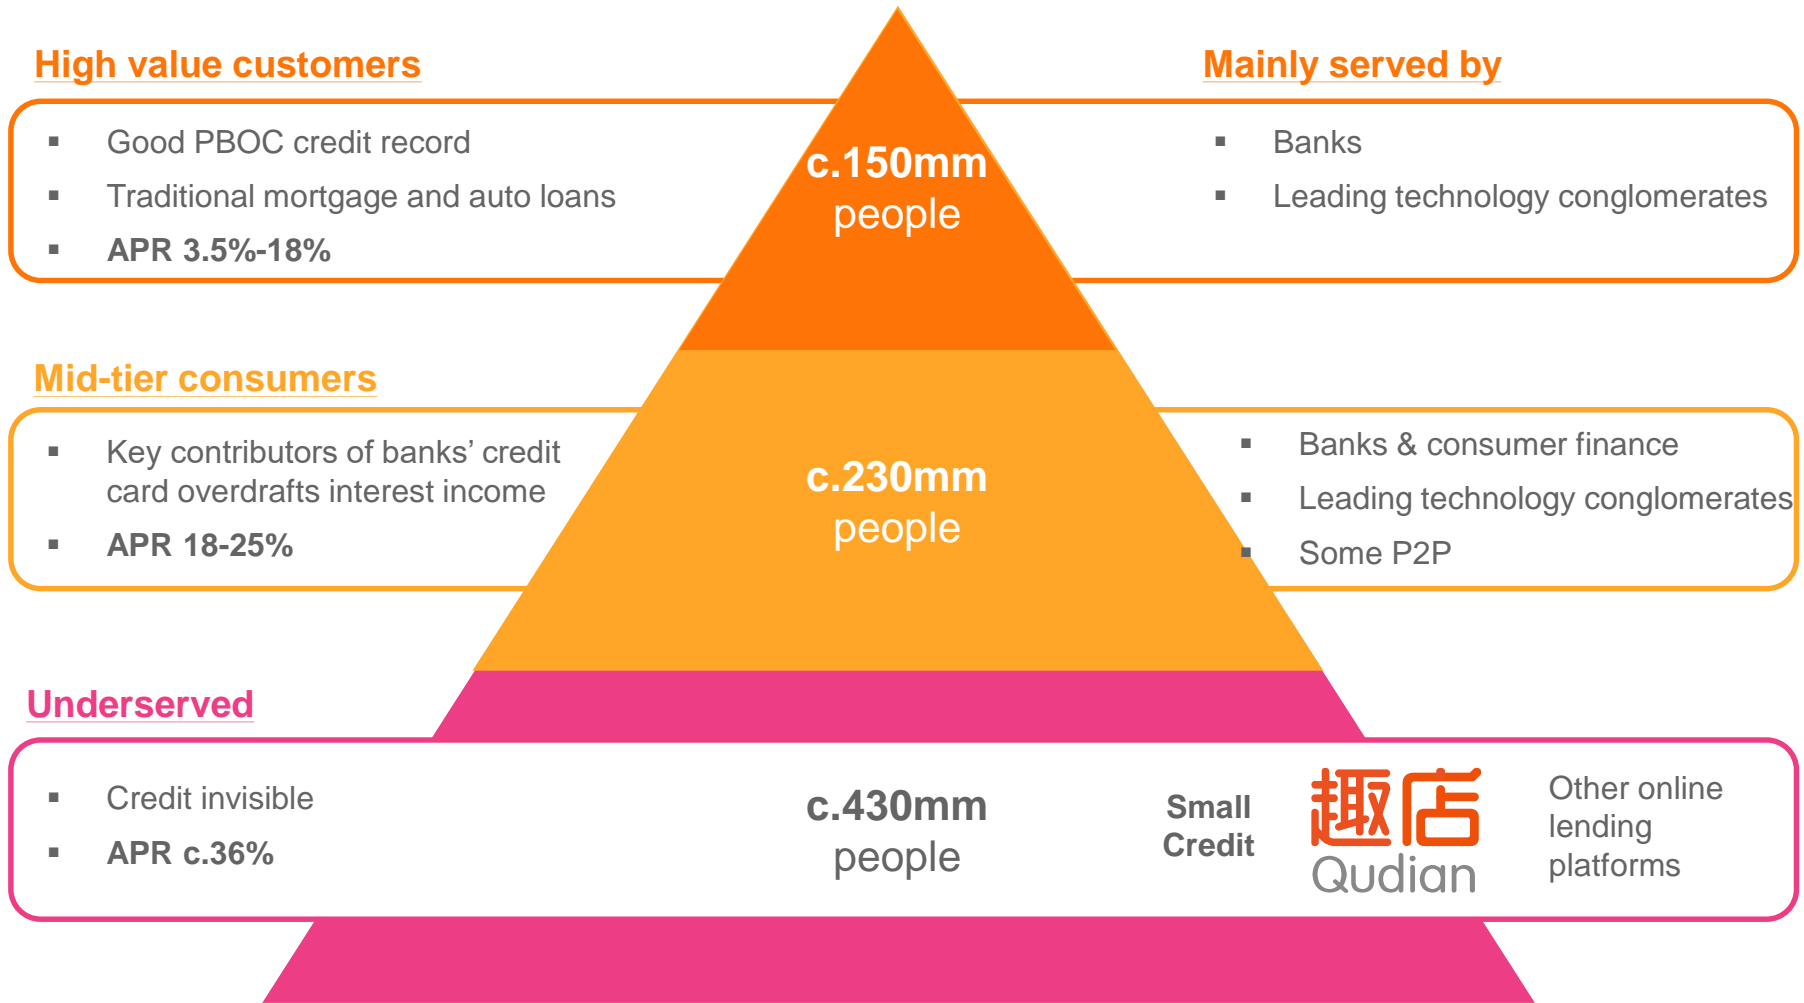 High value customers
Mainly served by
Good PBOC credit record
Traditional mortgage and auto loans
APR 3.5%-18%
c.150mm
people
Banks
Leading technology conglomerates
Mid-tier consumers
Key contributors of banks’ credit
card overdrafts interest income
APR 18-25%
c.230mm
people
Banks & consumer finance
Leading technology conglomerates
Some P2P
Underserved
Credit invisible
APR c.36%
c.430mm
people
Small
Credit
趣店
Qudian
Other online
lending
platforms